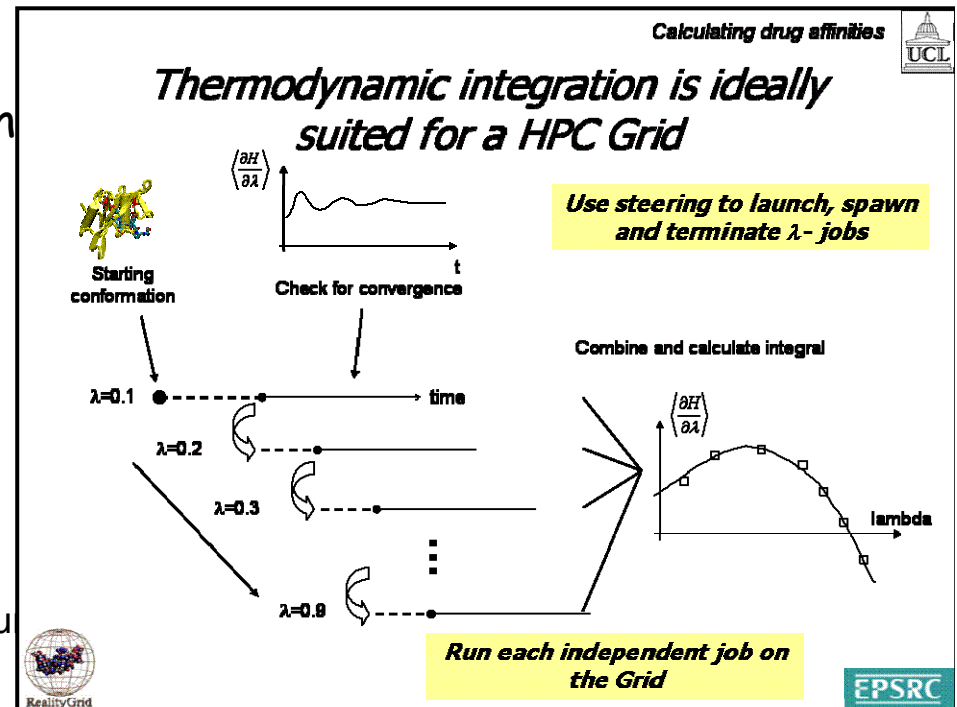 Calculating drug affinities
UCL
Thermodynamic integration is ideally
suited for a HPC Grid
⟨∂H/∂λ⟩
t
Use steering to launch, spawn
and terminate λ- jobs
Starting
conformation
Check for convergence
Combine and calculate integral
λ=0.1
time
λ=0.2
λ=0.3
λ=0.9
⟨∂H/∂λ⟩
lambda
Run each independent job on
the Grid
RealityGrid
EPSRC